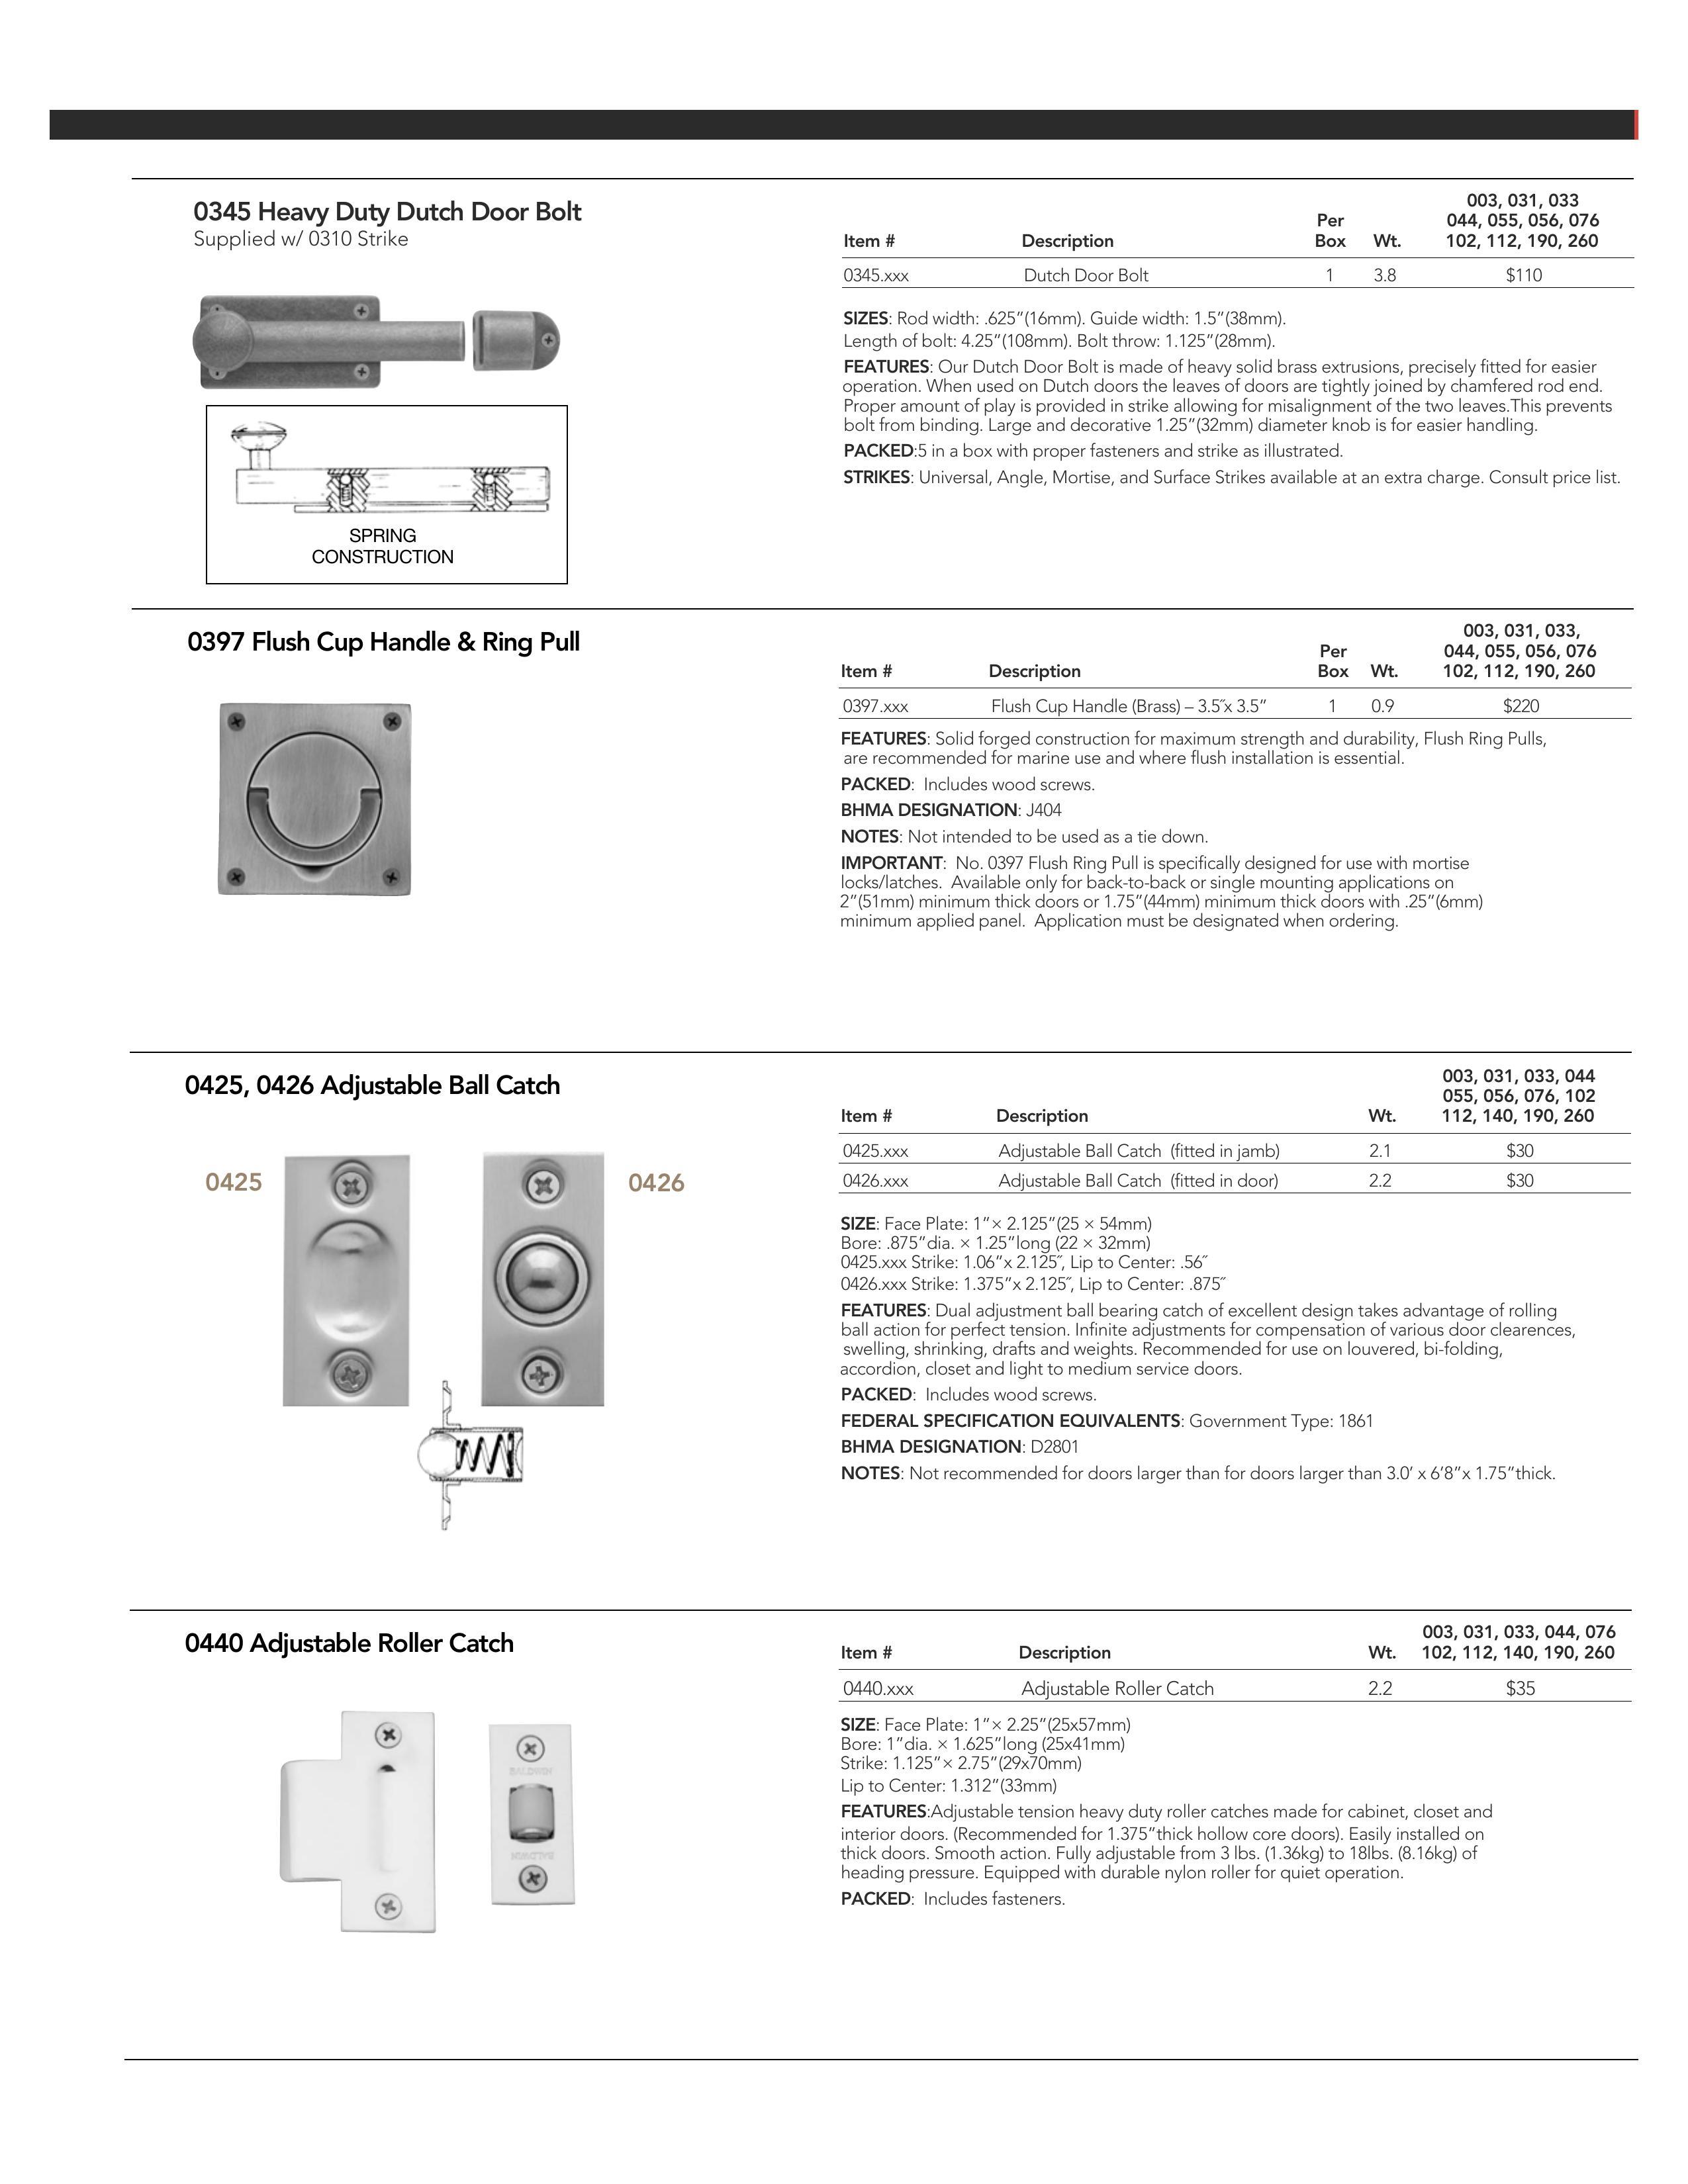 0345 Heavy Duty Dutch Door Bolt
Supplied w/ 0310 Strike
SPRING
CONSTRUCTION
003, 031, 033
Per 044, 055, 056, 076
Item # Description Box Wt. 102, 112, 190, 260
0345.xxx Dutch Door Bolt 1 3.8 $110
SIZES: Rod width: .625”(16mm). Guide width: 1.5”(38mm).
Length of bolt: 4.25”(108mm). Bolt throw: 1.125”(28mm).
FEATURES: Our Dutch Door Bolt is made of heavy solid brass extrusions, precisely fitted for easier
operation. When used on Dutch doors the leaves of doors are tightly joined by chamfered rod end.
Proper amount of play is provided in strike allowing for misalignment of the two leaves.This prevents
bolt from binding. Large and decorative 1.25”(32mm) diameter knob is for easier handling.
PACKED:5 in a box with proper fasteners and strike as illustrated.
STRIKES: Universal, Angle, Mortise, and Surface Strikes available at an extra charge. Consult price list.
0397 Flush Cup Handle & Ring Pull
003, 031, 033,
Per 044, 055, 056, 076
Item # Description Box Wt. 102, 112, 190, 260
0397.xxx Flush Cup Handle (Brass) – 3.5˝x 3.5” 1 0.9 $220
FEATURES: Solid forged construction for maximum strength and durability, Flush Ring Pulls,
are recommended for marine use and where flush installation is essential.
PACKED: Includes wood screws.
BHMA DESIGNATION: J404
NOTES: Not intended to be used as a tie down.
IMPORTANT: No. 0397 Flush Ring Pull is specifically designed for use with mortise
locks/latches. Available only for back-to-back or single mounting applications on
2”(51mm) minimum thick doors or 1.75”(44mm) minimum thick doors with .25”(6mm)
minimum applied panel. Application must be designated when ordering.
0425, 0426 Adjustable Ball Catch
0425
0426
003, 031, 033, 044
055, 056, 076, 102
Item # Description Wt. 112, 140, 190, 260
0425.xxx Adjustable Ball Catch (fitted in jamb) 2.1 $30
0426.xxx Adjustable Ball Catch (fitted in door) 2.2 $30
SIZE: Face Plate: 1”× 2.125”(25 × 54mm)
Bore: .875”dia. × 1.25”long (22 × 32mm)
0425.xxx Strike: 1.06”x 2.125˝, Lip to Center: .56˝
0426.xxx Strike: 1.375”x 2.125˝, Lip to Center: .875˝
FEATURES: Dual adjustment ball bearing catch of excellent design takes advantage of rolling
ball action for perfect tension. Infinite adjustments for compensation of various door clearences,
swelling, shrinking, drafts and weights. Recommended for use on louvered, bi-folding,
accordion, closet and light to medium service doors.
PACKED: Includes wood screws.
FEDERAL SPECIFICATION EQUIVALENTS: Government Type: 1861
BHMA DESIGNATION: D2801
NOTES: Not recommended for doors larger than for doors larger than 3.0’ x 6’8”x 1.75”thick.
0440 Adjustable Roller Catch
BALDWIN
BALDWIN
003, 031, 033, 044, 076
Item # Description Wt. 102, 112, 140, 190, 260
0440.xxx Adjustable Roller Catch 2.2 $35
SIZE: Face Plate: 1”× 2.25”(25x57mm)
Bore: 1”dia. × 1.625”long (25x41mm)
Strike: 1.125”× 2.75”(29x70mm)
Lip to Center: 1.312”(33mm)
FEATURES:Adjustable tension heavy duty roller catches made for cabinet, closet and
interior doors. (Recommended for 1.375”thick hollow core doors). Easily installed on
thick doors. Smooth action. Fully adjustable from 3 lbs. (1.36kg) to 18lbs. (8.16kg) of
heading pressure. Equipped with durable nylon roller for quiet operation.
PACKED: Includes fasteners.